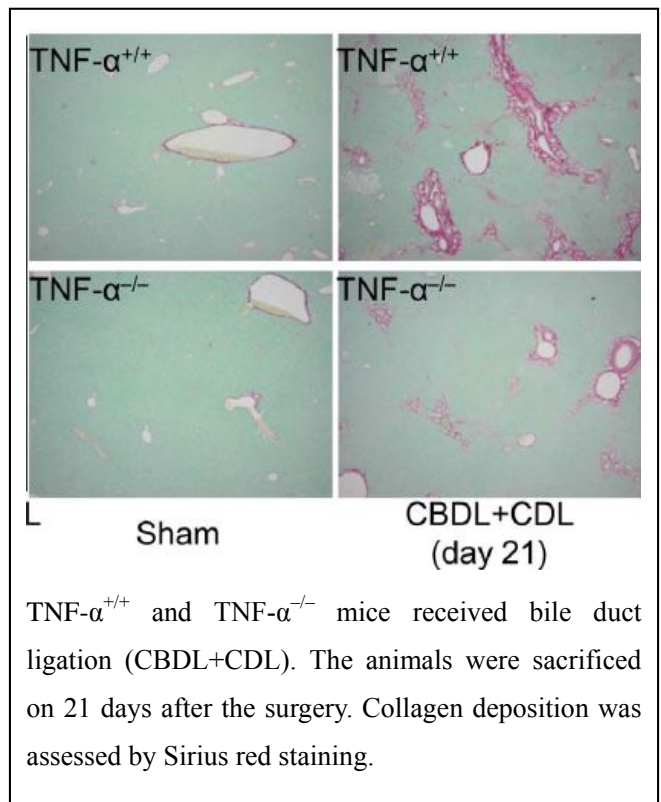 TNF-α+/+ TNF-α+/+
TNF-α–/– TNF-α–/–
L
Sham
CBDL+CDL
(day 21)
TNF-α+/+ and TNF-α–/– mice received bile duct
ligation (CBDL+CDL). The animals were sacrificed
on 21 days after the surgery. Collagen deposition was
assessed by Sirius red staining.